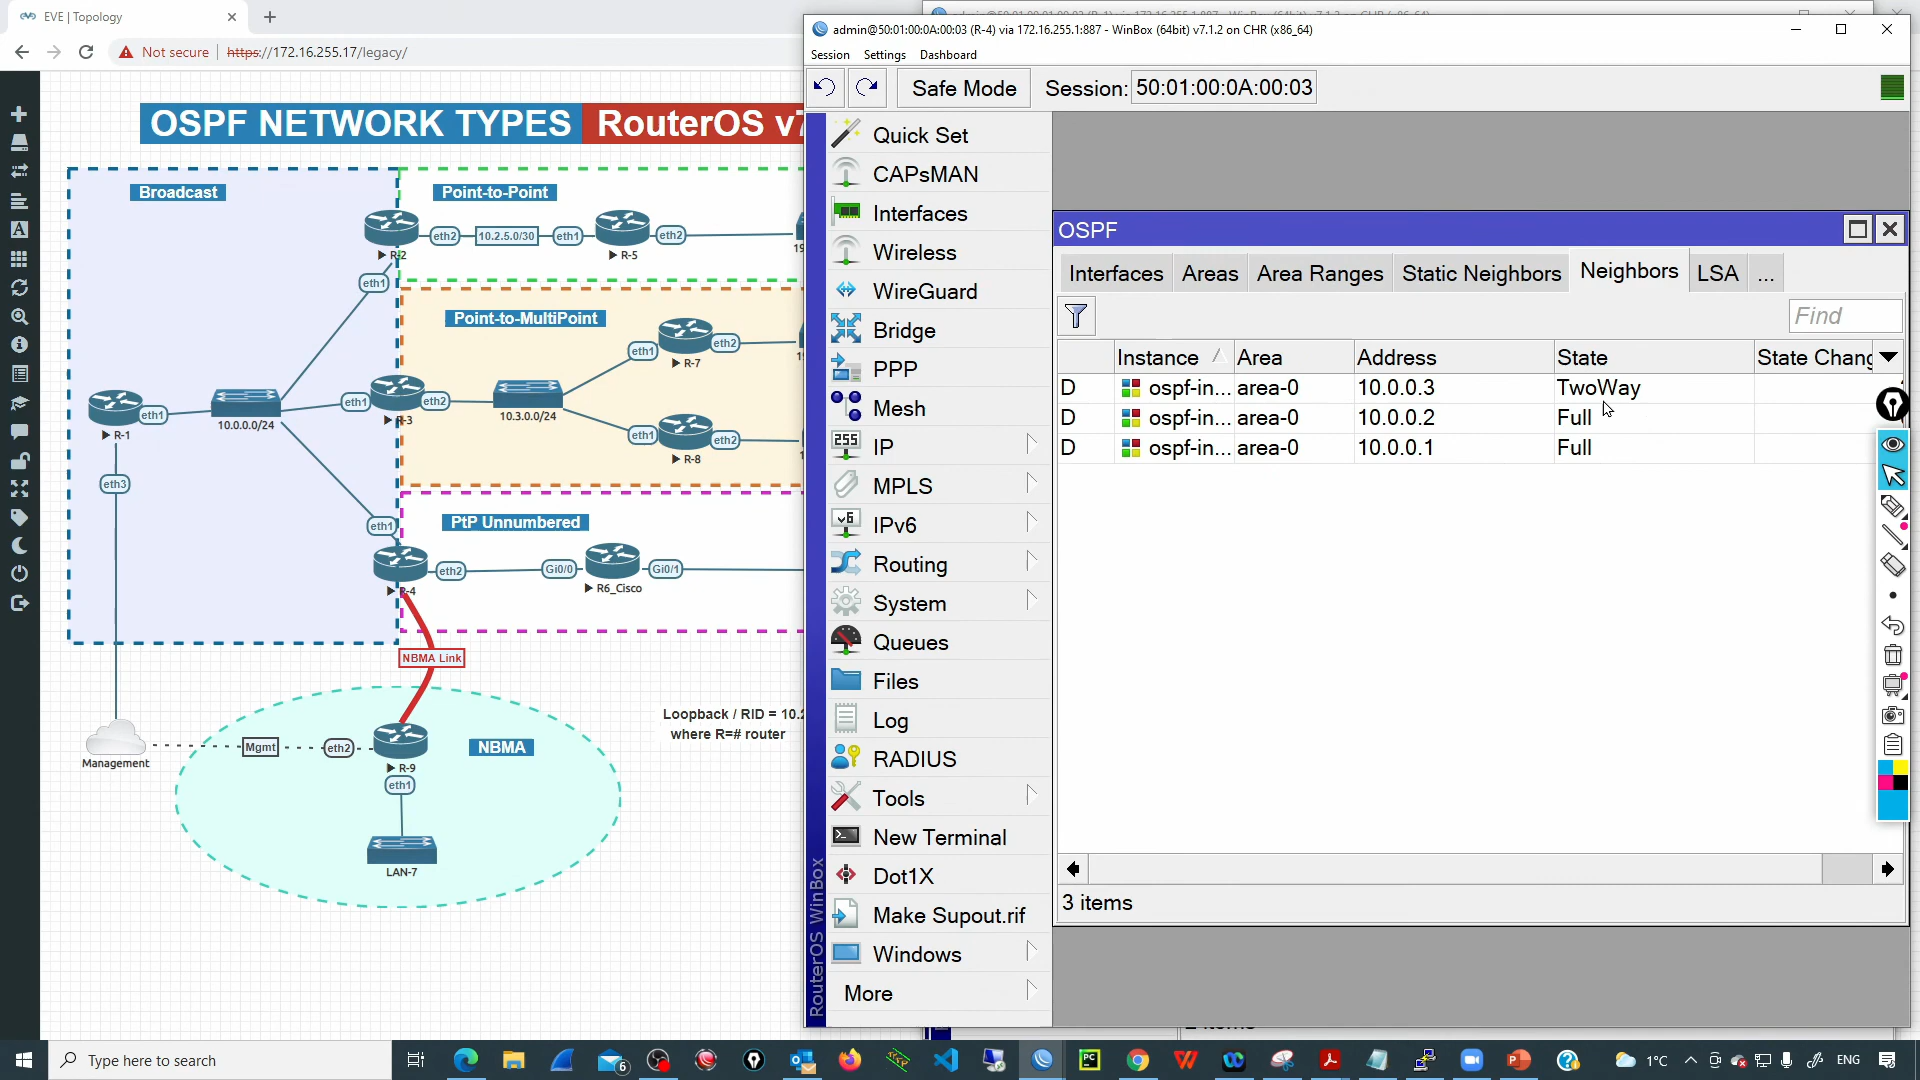 EVE | Topology
Not secure
https://172.16.255.17/legacy/
OSPF NETWORK TYPES
RouterOS v7
Broadcast
Point-to-Point
R-2
eth2
10.2.5.0/30
eth1
R-5
eth2
eth1
Point-to-MultiPoint
R-7
eth1
eth2
R-1
eth1
10.0.0.0/24
eth1
R-3
eth2
10.3.0.0/24
eth1
R-8
eth2
eth3
eth1
PtP Unnumbered
R-4
eth2
Gi0/0
R6_Cisco
Gi0/1
NBMA Link
Loopback / RID = 10.2
where R=# router
Management
Mgmt
eth2
R-9
NBMA
eth1
LAN-7
admin@50:01:00:0A:00:03 (R-4) via 172.16.255.1:887 - WinBox (64bit) v7.1.2 on CHR (x86_64)
Session
Settings
Dashboard
Safe Mode
Session:
50:01:00:0A:00:03
Quick Set
CAPsMAN
Interfaces
Wireless
WireGuard
Bridge
PPP
Mesh
IP
MPLS
IPv6
Routing
System
Queues
Files
Log
RADIUS
Tools
New Terminal
Dot1X
Make Supout.rif
Windows
More
RouterOS WinBox
OSPF
Interfaces
Areas
Area Ranges
Static Neighbors
Neighbors
LSA
...
Find
Instance
Area
Address
State
State Chang
D ospf-in... area-0 10.0.0.3 TwoWay
D ospf-in... area-0 10.0.0.2 Full
D ospf-in... area-0 10.0.0.1 Full
3 items
Type here to search
6
1°C
ENG